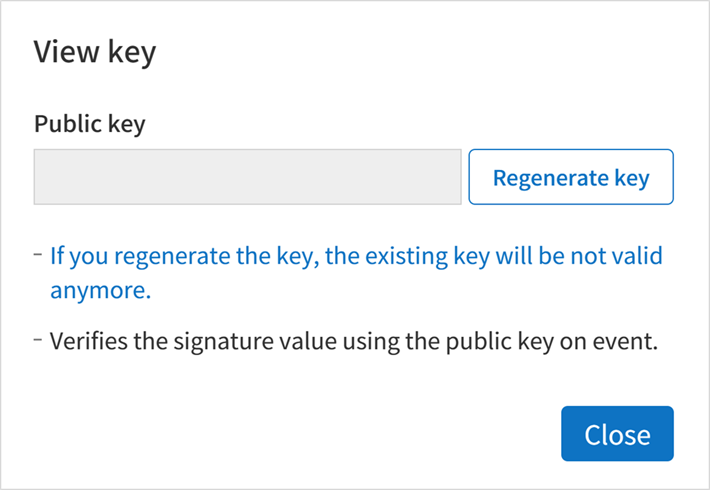 View key
Public key
Regenerate key
- If you regenerate the key, the existing key will be not valid
anymore.
- Verifies the signature value using the public key on event.
Close